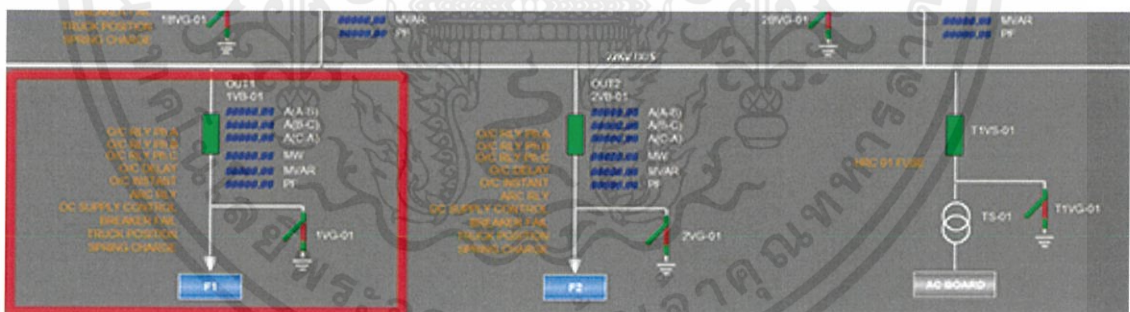 BREAKER FAIL
TRUCK POSITION
SPRING CHARGE
18VG-01
MVAR
PF
28VG-01
MVAR
PF
OUT1
1VB-01
A(A-B)
A(B-C)
A(C-A)
MW
MVAR
PF
O/C RLY Ph.A
O/C RLY Ph.B
O/C RLY Ph.C
O/C DELAY
O/C INSTANT
ARC RLY
DC SUPPLY CONTROL
BREAKER FAIL
TRUCK POSITION
SPRING CHARGE
1VG-01
F1
OUT2
2VB-01
A(A-B)
A(B-C)
A(C-A)
MW
MVAR
PF
O/C RLY Ph.A
O/C RLY Ph.B
O/C RLY Ph.C
O/C DELAY
O/C INSTANT
ARC RLY
DC SUPPLY CONTROL
BREAKER FAIL
TRUCK POSITION
SPRING CHARGE
2VG-01
F2
T1VS-01
HRC 01 FUSE
TS-01
T1VG-01
AC BOARD